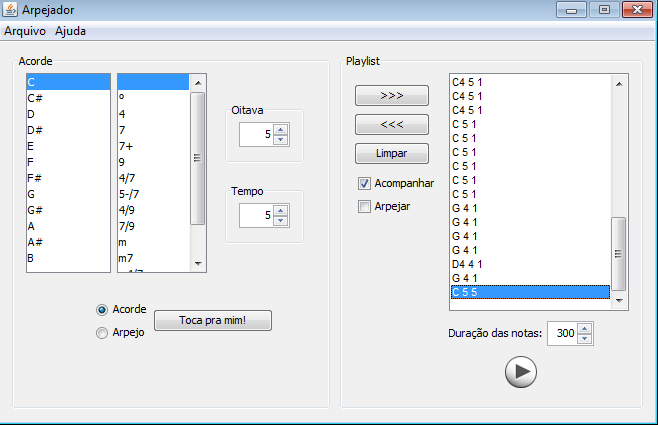 Arpejador
Arquivo Ajuda
Acorde
C
C#
D
D#
E
F
F#
G
G#
A
A#
B
º
4
7
7+
9
4/7
5-/7
4/9
7/9
m
m7
Oitava
5
Tempo
5
Acorde
Arpejo
Toca pra mim!
Playlist
>>>
<<<
Limpar
Acompanhar
Arpejar
C4 5 1
C4 5 1
C4 5 1
C 5 1
C 5 1
C 5 1
C 5 1
C 5 1
C 5 1
G 4 1
G 4 1
G 4 1
G 4 1
D4 4 1
G 4 1
C 5 5
Duração das notas: 300